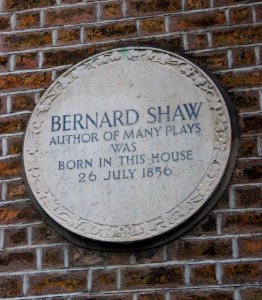 BERNARD SHAW
AUTHOR OF MANY PLAYS
WAS
BORN IN THIS HOUSE
26 JULY 1856